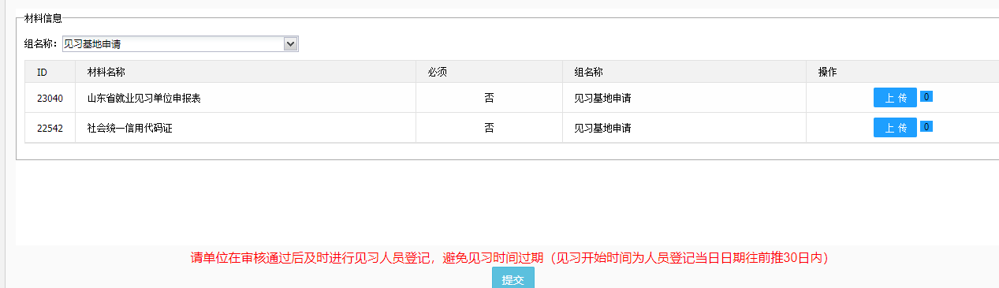 材料信息
组名称: 见习基地申请
ID 材料名称 必须 组名称 操作
23040 山东省就业见习单位申报表 否 见习基地申请 上 传 0
22542 社会统一信用代码证 否 见习基地申请 上 传 0
请单位在审核通过后及时进行见习人员登记，避免见习时间过期（见习开始时间为人员登记当日日期往前推30日内）
提交